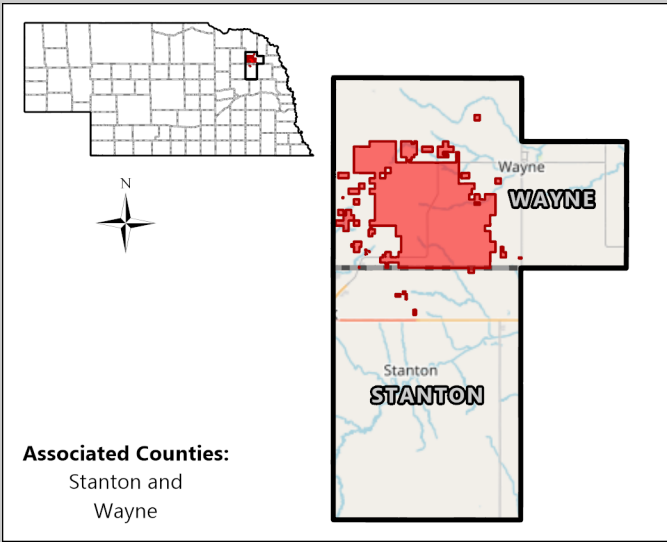 N
Wayne
WAYNE
Stanton
STANTON
Associated Counties:
Stanton and
Wayne